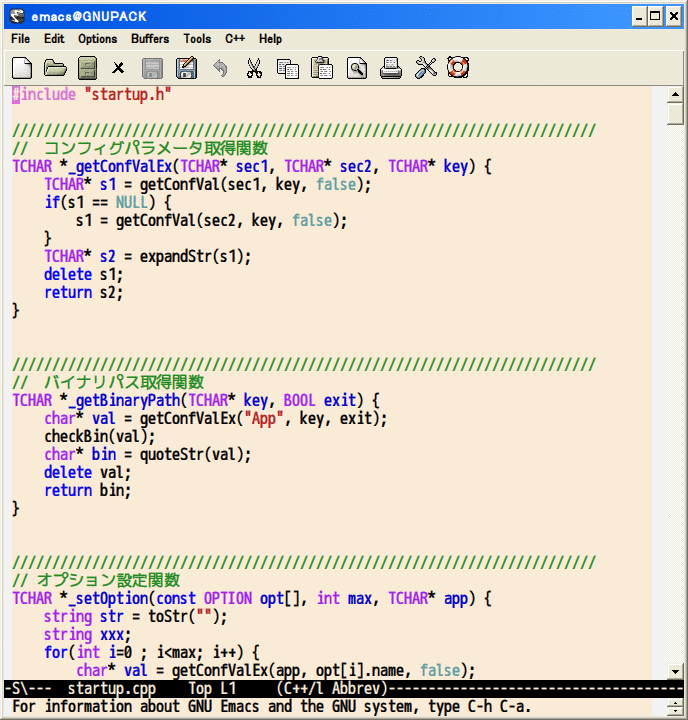 emacs@GNUPACK
File Edit Options Buffers Tools C++ Help
#include "startup.h"
/////////////////////////////////////////////////////////////////////////
//  コンフィグパラメータ取得関数
TCHAR *_getConfValEx(TCHAR* sec1, TCHAR* sec2, TCHAR* key) {
    TCHAR* s1 = getConfVal(sec1, key, false);
    if(s1 == NULL) {
        s1 = getConfVal(sec2, key, false);
    }
    TCHAR* s2 = expandStr(s1);
    delete s1;
    return s2;
}
/////////////////////////////////////////////////////////////////////////
//  バイナリパス取得関数
TCHAR *_getBinaryPath(TCHAR* key, BOOL exit) {
    char* val = getConfValEx("App", key, exit);
    checkBin(val);
    char* bin = quoteStr(val);
    delete val;
    return bin;
}
/////////////////////////////////////////////////////////////////////////
// オプション設定関数
TCHAR *_setOption(const OPTION opt[], int max, TCHAR* app) {
    string str = toStr("");
    string xxx;
    for(int i=0 ; i<max; i++) {
        char* val = getConfValEx(app, opt[i].name, false);
-S\---  startup.cpp    Top L1     (C++/l Abbrev)-------------------------------------
For information about GNU Emacs and the GNU system, type C-h C-a.